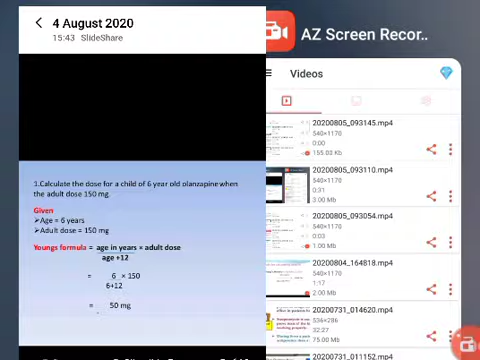 4 August 2020
15:43 SlideShare
1.Calculate the dose for a child of 6 year old olanzapine when
the adult dose 150 mg.
Given
➢Age = 6 years
➢Adult dose = 150 mg
Youngs formula = age in years × adult dose
age +12
= 6 × 150
6+12
= 50 mg
AZ Screen Recor..
Videos
20200805_093145.mp4
540×1170
0:00
155.00 Kb
20200805_093110.mp4
540×1170
0:31
3.00 Mb
20200805_093054.mp4
540×1170
0:03
1.00 Mb
20200804_164818.mp4
540×1170
1:17
2.00 Mb
20200731_014620.mp4
536×286
32:27
75.00 Mb
20200731_011152.mp4